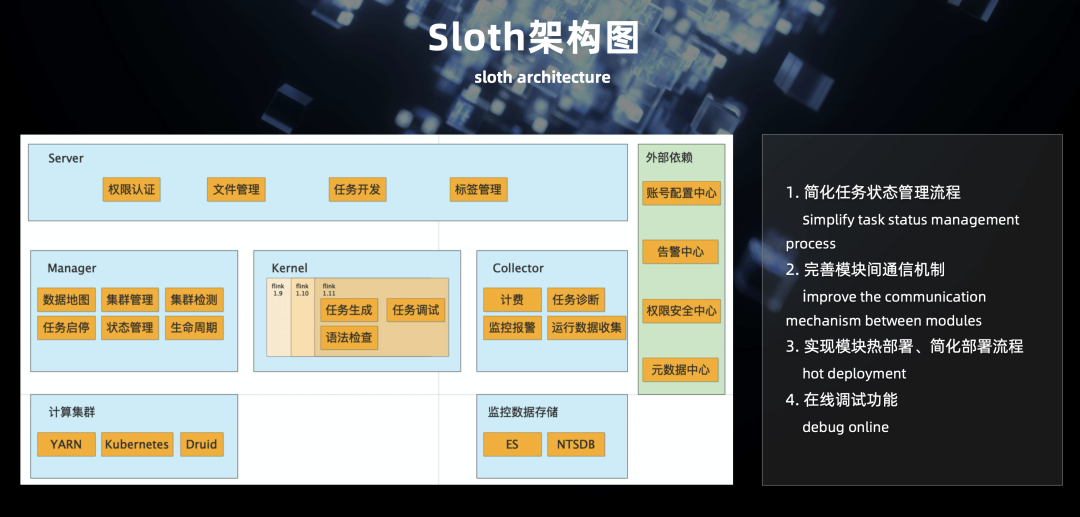 Sloth架构图
sloth architecture
Server
权限认证
文件管理
任务开发
标签管理
外部依赖
账号配置中心
告警中心
权限安全中心
元数据中心
Manager
数据地图
集群管理
集群检测
任务启停
状态管理
生命周期
Kernel
flink
1.9
flink
1.10
flink
1.11
任务生成
任务调试
语法检查
Collector
计费
任务诊断
监控报警
运行数据收集
计算集群
YARN
Kubernetes
Druid
监控数据存储
ES
NTSDB
1. 简化任务状态管理流程
simplify task status management
process
2. 完善模块间通信机制
improve the communication
mechanism between modules
3. 实现模块热部署、简化部署流程
hot deployment
4. 在线调试功能
debug online